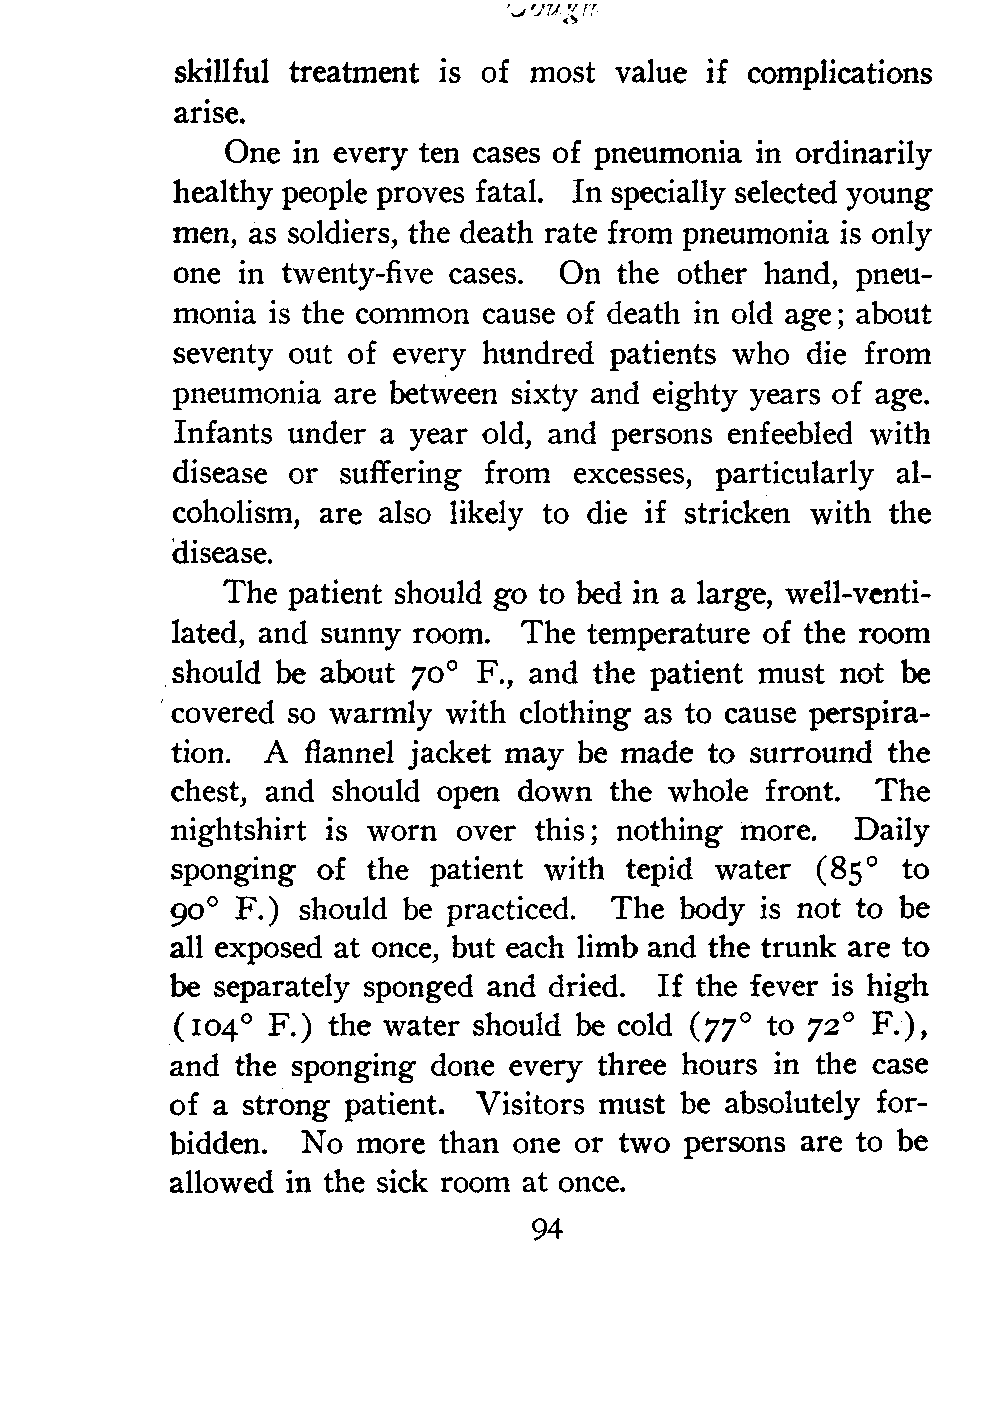 skillful treatment is of most value if complications
arise.
One in every ten cases of pneumonia in ordinarily
healthy people proves fatal. In specially selected young
men, as soldiers, the death rate from pneumonia is only
one in twenty-five cases. On the other hand, pneu-
monia is the common cause of death in old age; about
seventy out of every hundred patients who die from
pneumonia are between sixty and eighty years of age.
Infants under a year old, and persons enfeebled with
disease or suffering from excesses, particularly al-
coholism, are also likely to die if stricken with the
disease.
The patient should go to bed in a large, well-venti-
lated, and sunny room. The temperature of the room
should be about 70° F., and the patient must not be
covered so warmly with clothing as to cause perspira-
tion. A flannel jacket may be made to surround the
chest, and should open down the whole front. The
nightshirt is worn over this; nothing more. Daily
sponging of the patient with tepid water (85° to
90° F.) should be practiced. The body is not to be
all exposed at once, but each limb and the trunk are to
be separately sponged and dried. If the fever is high
(104° F.) the water should be cold (77° to 72° F.),
and the sponging done every three hours in the case
of a strong patient. Visitors must be absolutely for-
bidden. No more than one or two persons are to be
allowed in the sick room at once.
94